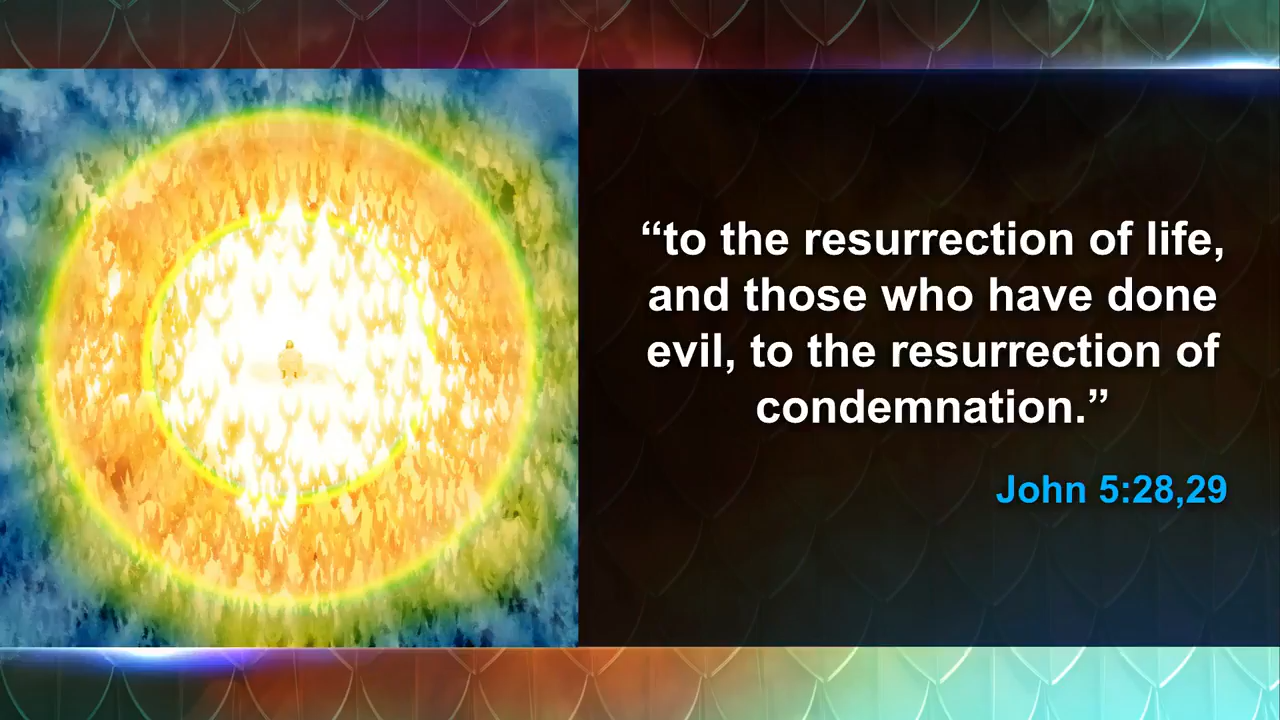 “to the resurrection of life,
and those who have done
evil, to the resurrection of
condemnation.”
John 5:28,29